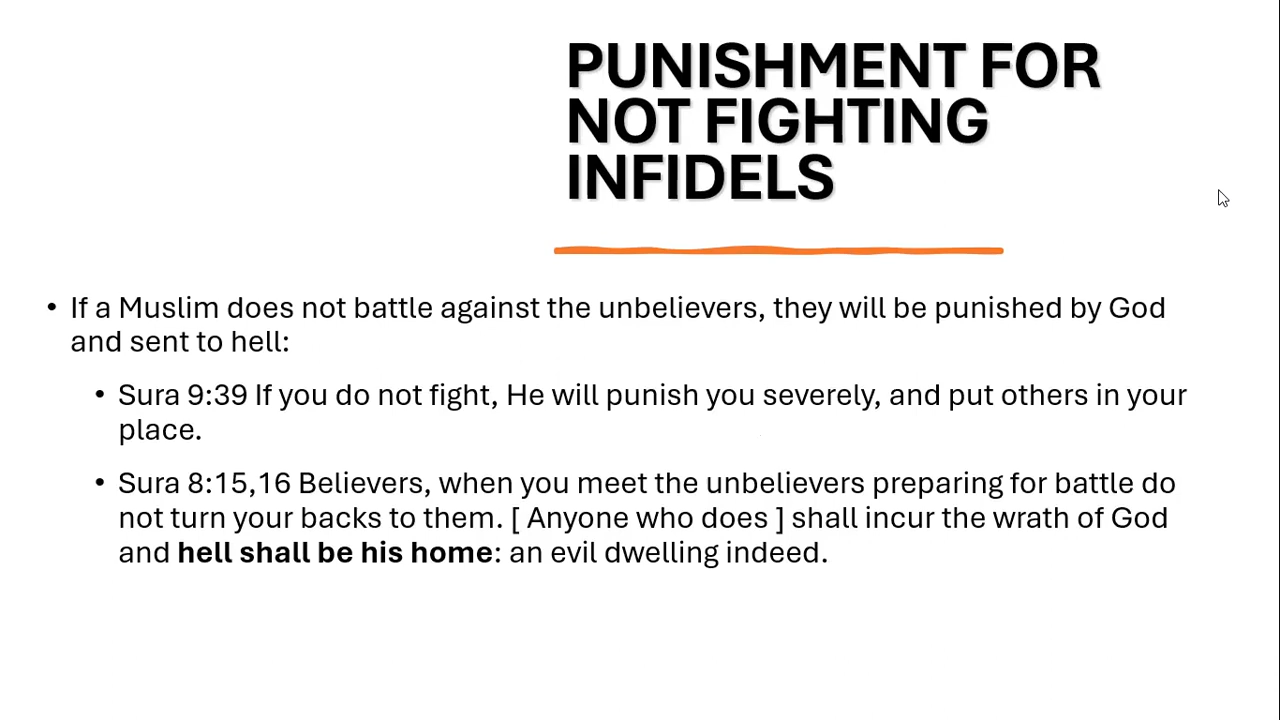 PUNISHMENT FOR
NOT FIGHTING
INFIDELS
• If a Muslim does not battle against the unbelievers, they will be punished by God
and sent to hell:
• Sura 9:39 If you do not fight, He will punish you severely, and put others in your
place.
• Sura 8:15,16 Believers, when you meet the unbelievers preparing for battle do
not turn your backs to them. [ Anyone who does ] shall incur the wrath of God
and hell shall be his home: an evil dwelling indeed.